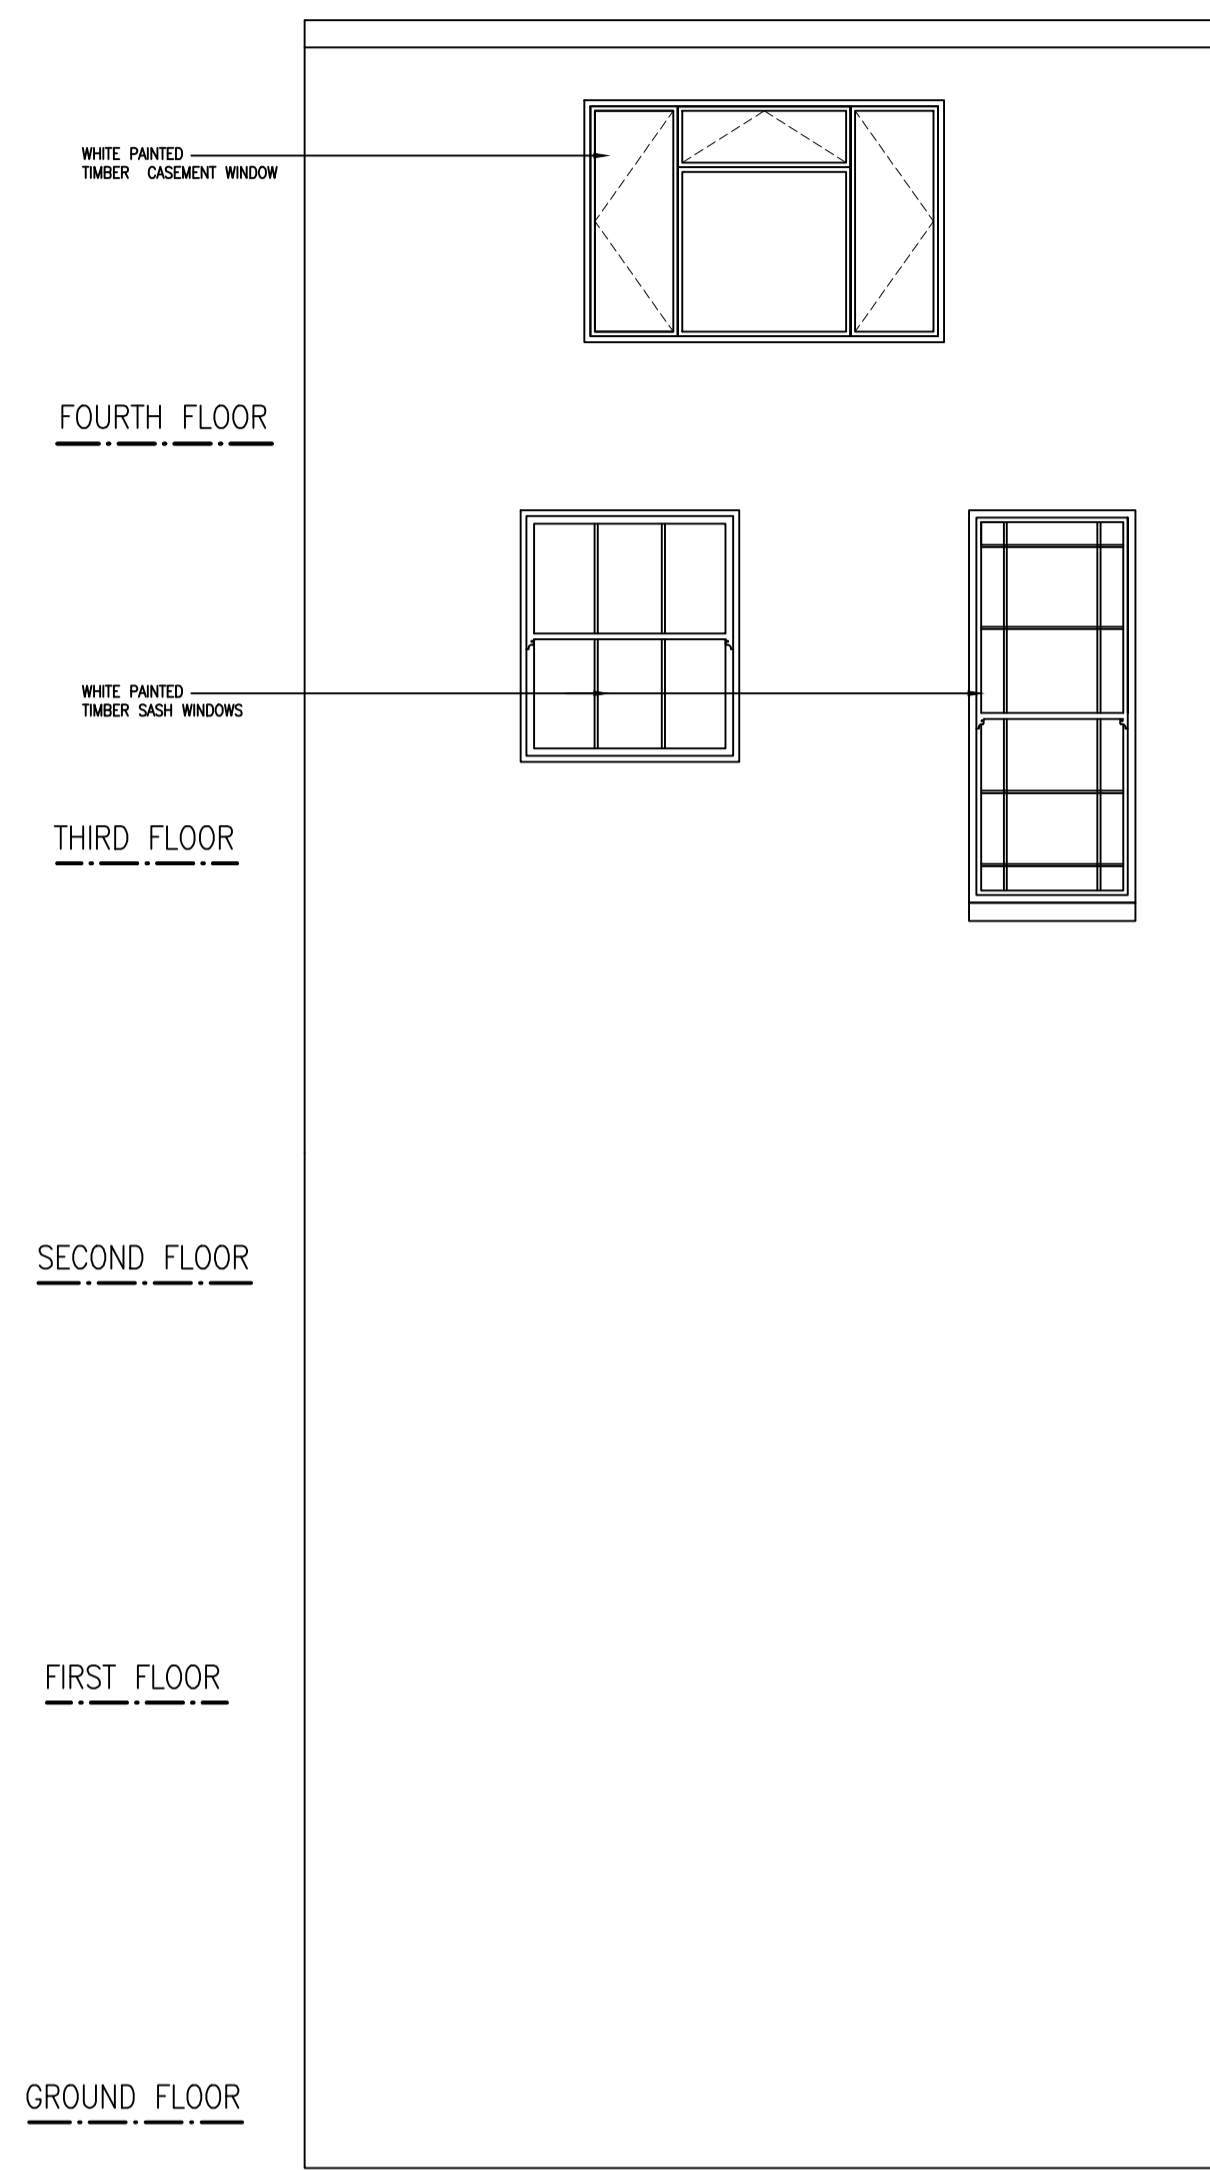 WHITE PAINTED
TIMBER CASEMENT WINDOW
FOURTH FLOOR
WHITE PAINTED
TIMBER SASH WINDOWS
THIRD FLOOR
SECOND FLOOR
FIRST FLOOR
GROUND FLOOR